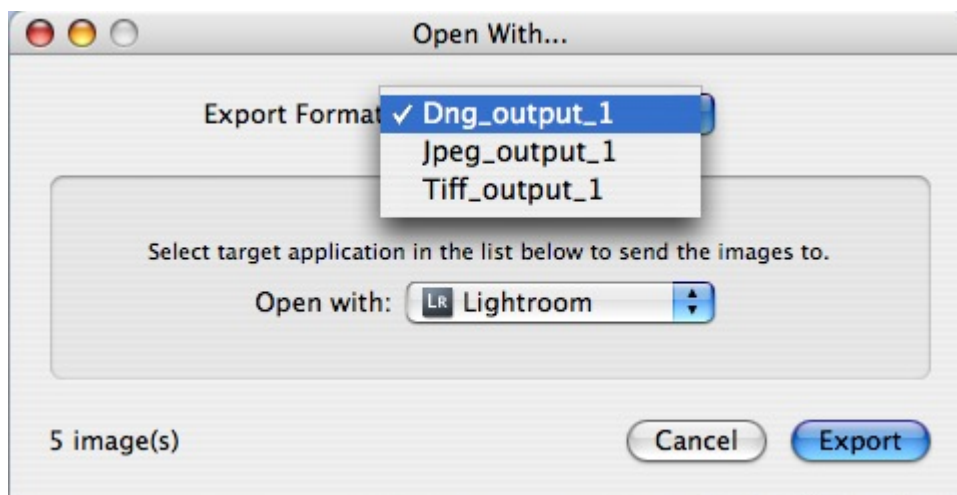 Open With...
Export Format ✓ Dng_output_1
Jpeg_output_1
Tiff_output_1
Select target application in the list below to send the images to.
Open with: LR Lightroom
5 image(s) Cancel Export